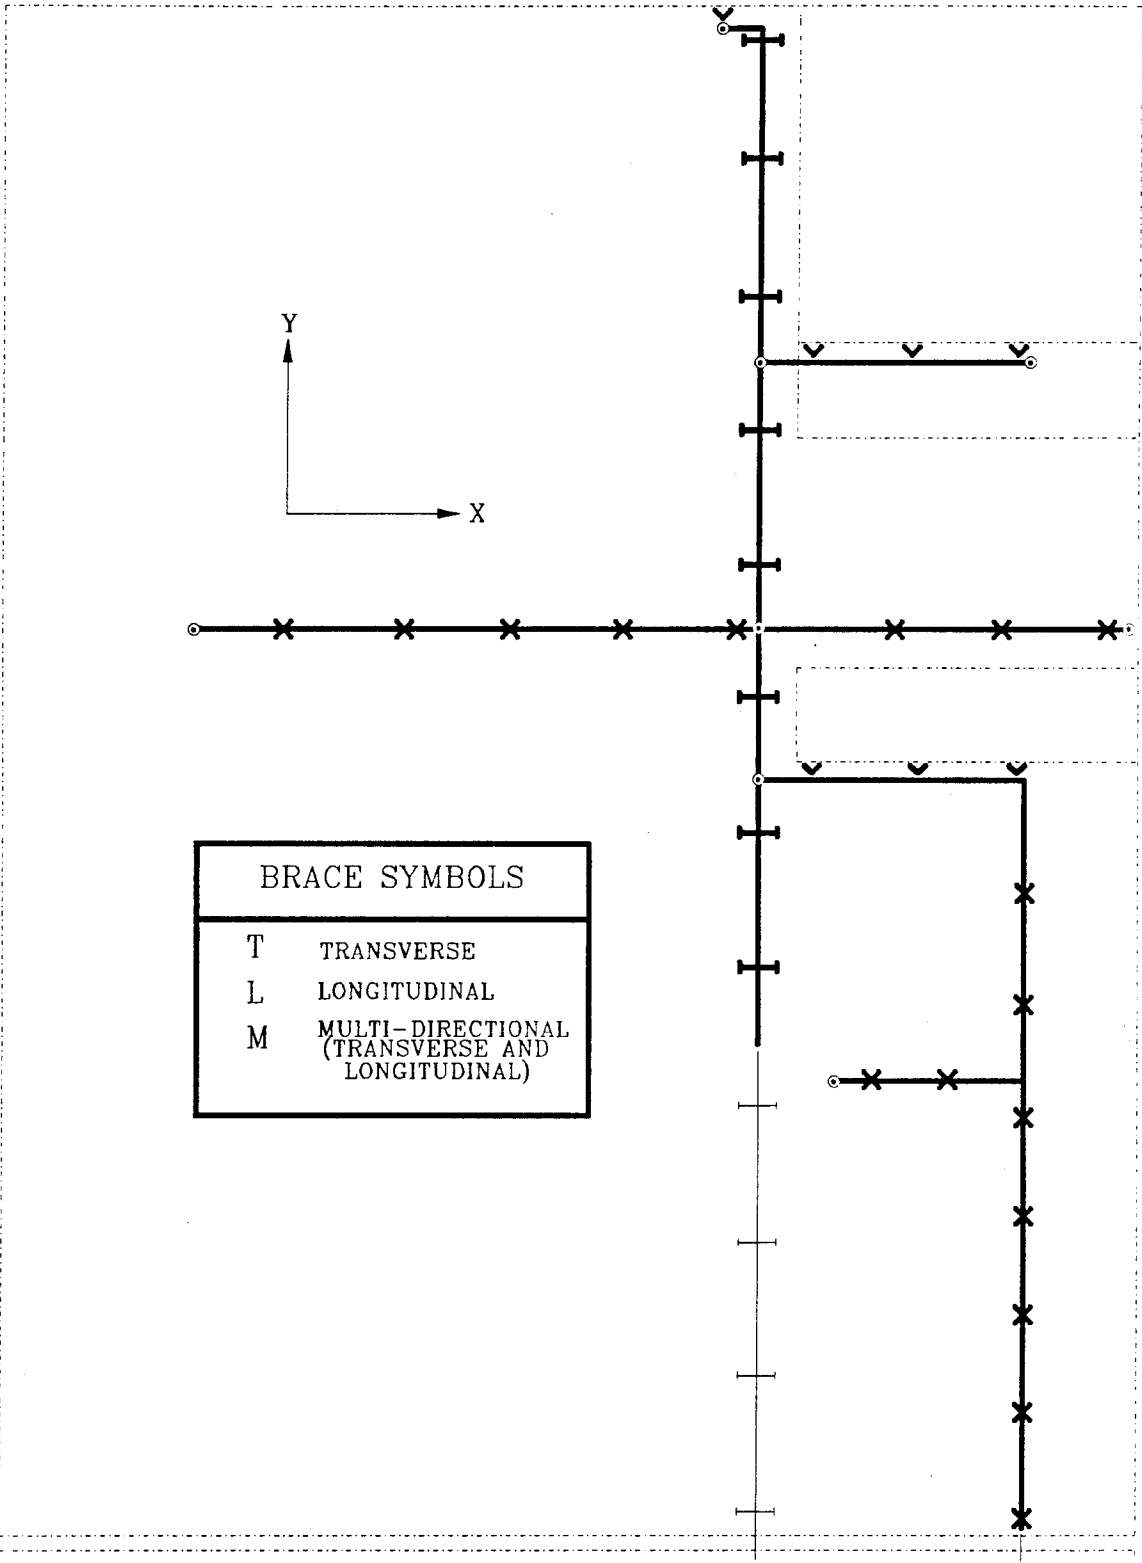 Y
X
BRACE SYMBOLS
T TRANSVERSE
L LONGITUDINAL
M MULTI-DIRECTIONAL
(TRANSVERSE AND
LONGITUDINAL)